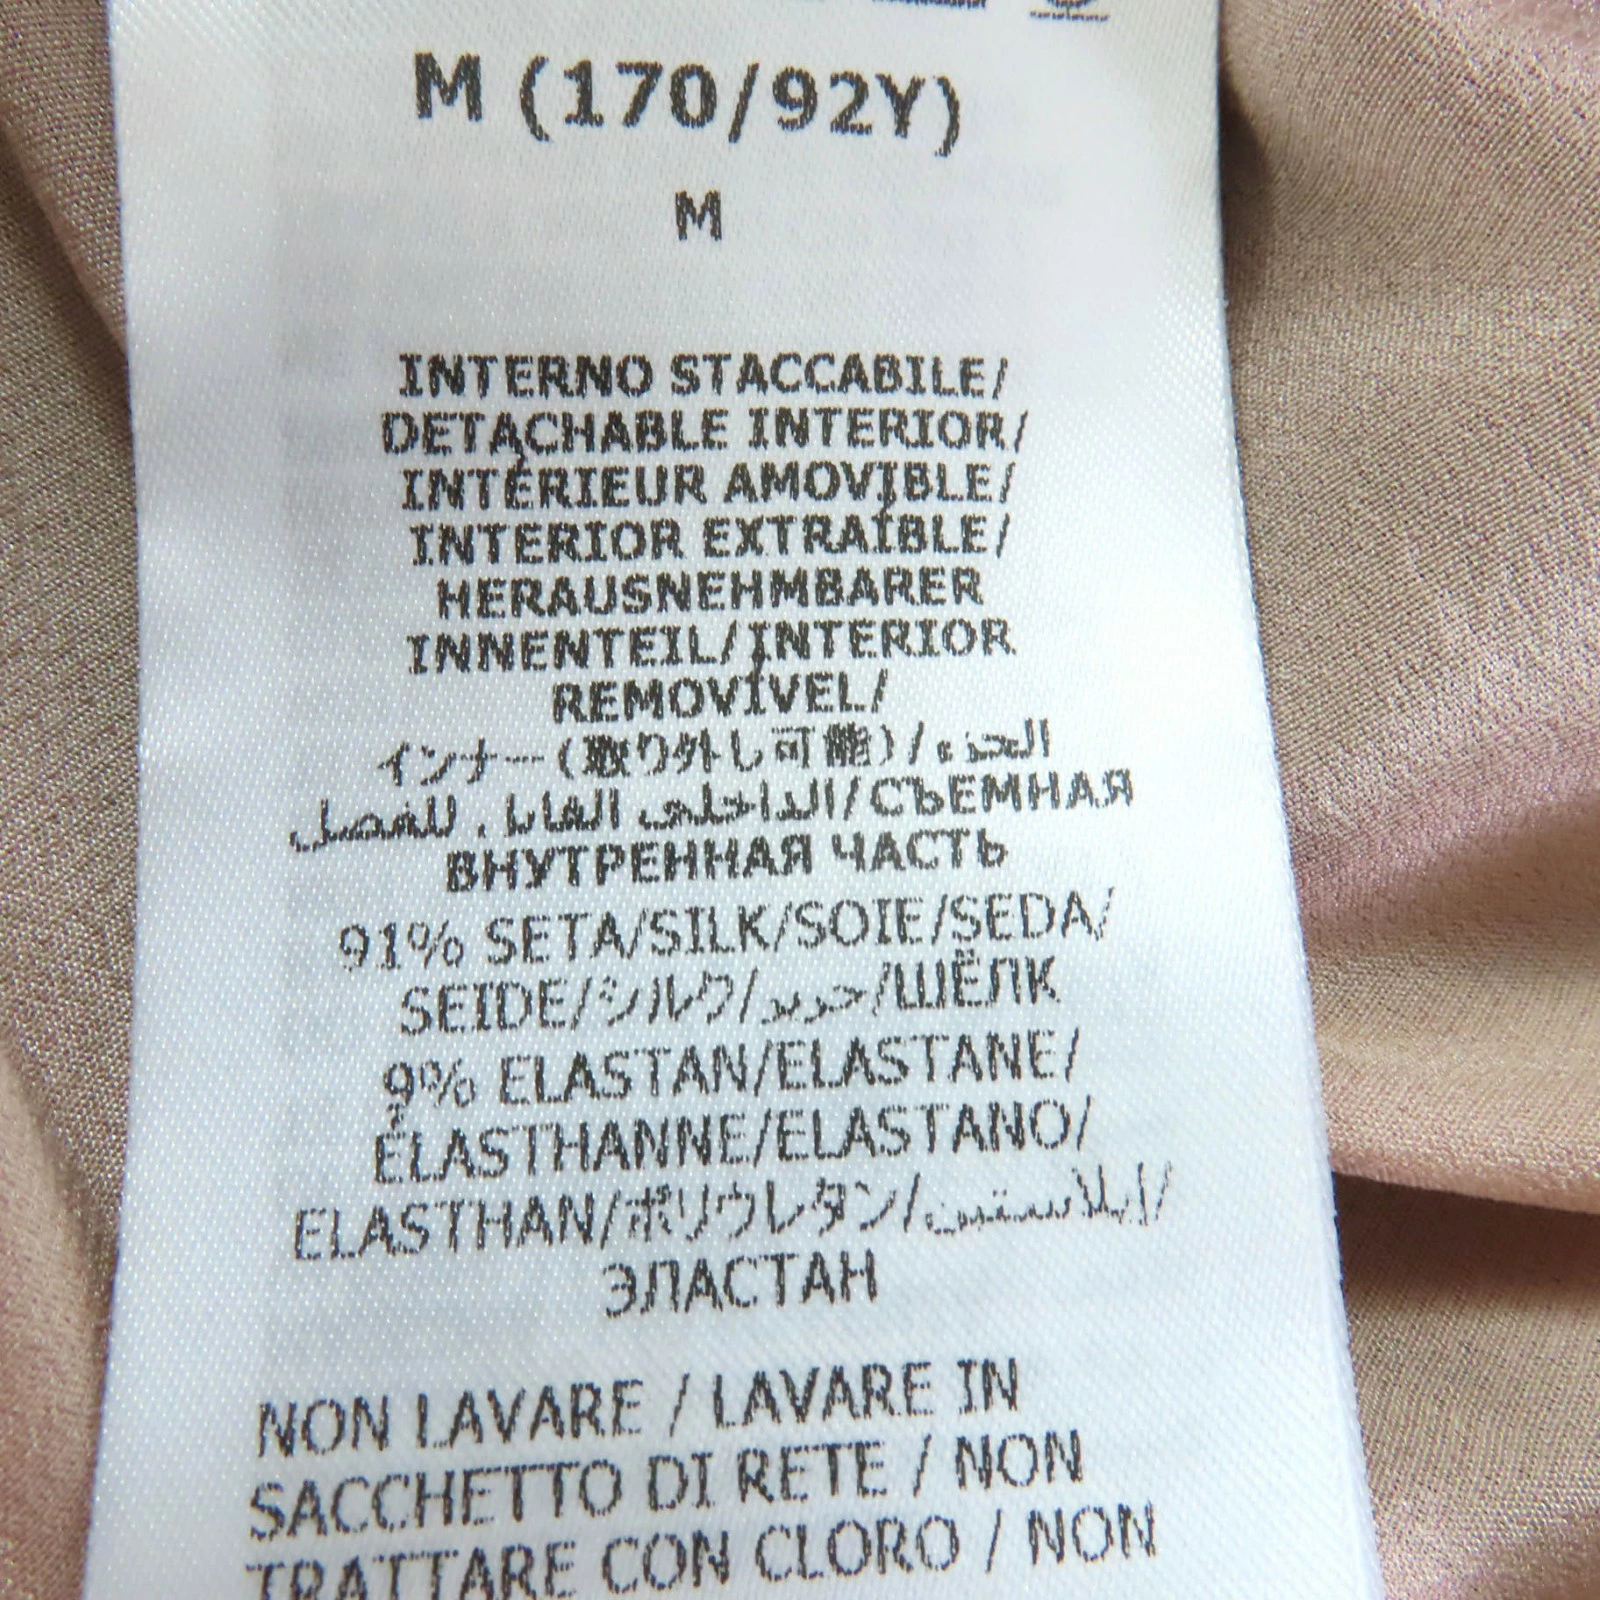 M (170/92Y)
M
INTERNO STACCABILE/
DETACHABLE INTERIOR/
INTÉRIEUR AMOVIBLE/
INTERIOR EXTRAÍBLE/
HERAUSNEHMBARER
INNENTEIL/INTERIOR
REMOVÍVEL/
インナー(取り外し可能)/الجزء
الداخلي القابل للفصل/СЪЕМНАЯ
ВНУТРЕННАЯ ЧАСТЬ
91% SETA/SILK/SOIE/SEDA/
SEIDE/シルク/حرير/ШЁЛК
9% ELASTAN/ELASTANE/
ÉLASTHANNE/ELASTANO/
ELASTHAN/ポリウレタン/إيلاستين/
ЭЛАСТАН
NON LAVARE / LAVARE IN
SACCHETTO DI RETE / NON
TRATTARE CON CLORO / NON